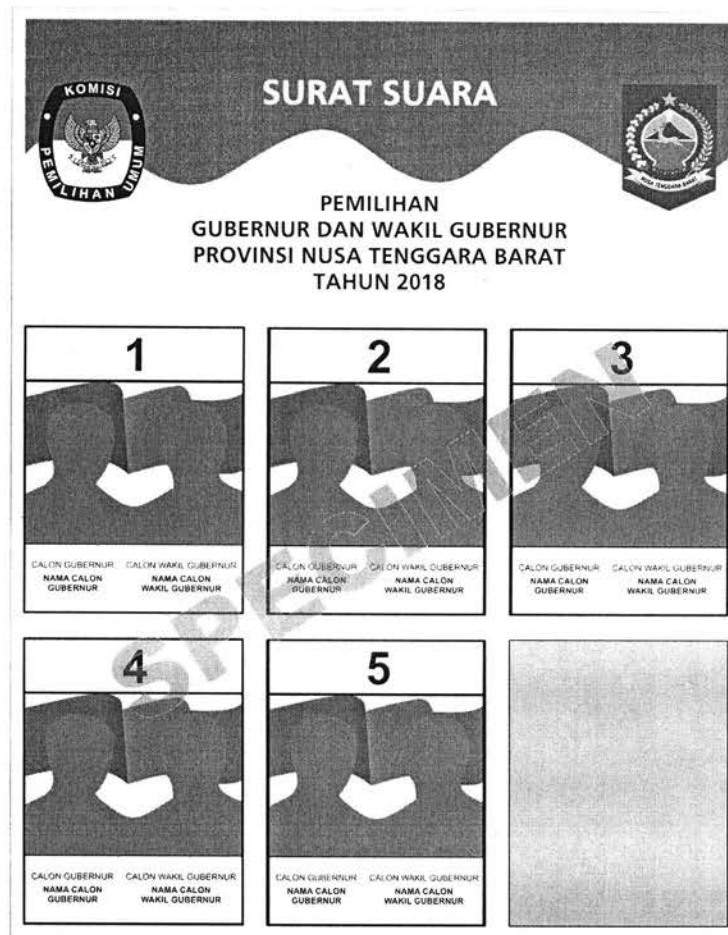 SURAT SUARA
KOMISI
PEMILIHAN UMUM
NUSA TENGGARA BARAT
PEMILIHAN
GUBERNUR DAN WAKIL GUBERNUR
PROVINSI NUSA TENGGARA BARAT
TAHUN 2018
1
CALON GUBERNUR CALON WAKIL GUBERNUR
NAMA CALON NAMA CALON
GUBERNUR WAKIL GUBERNUR
2
CALON GUBERNUR CALON WAKIL GUBERNUR
NAMA CALON NAMA CALON
GUBERNUR WAKIL GUBERNUR
3
CALON GUBERNUR CALON WAKIL GUBERNUR
NAMA CALON NAMA CALON
GUBERNUR WAKIL GUBERNUR
4
CALON GUBERNUR CALON WAKIL GUBERNUR
NAMA CALON NAMA CALON
GUBERNUR WAKIL GUBERNUR
5
CALON GUBERNUR CALON WAKIL GUBERNUR
NAMA CALON NAMA CALON
GUBERNUR WAKIL GUBERNUR
SPECIMEN